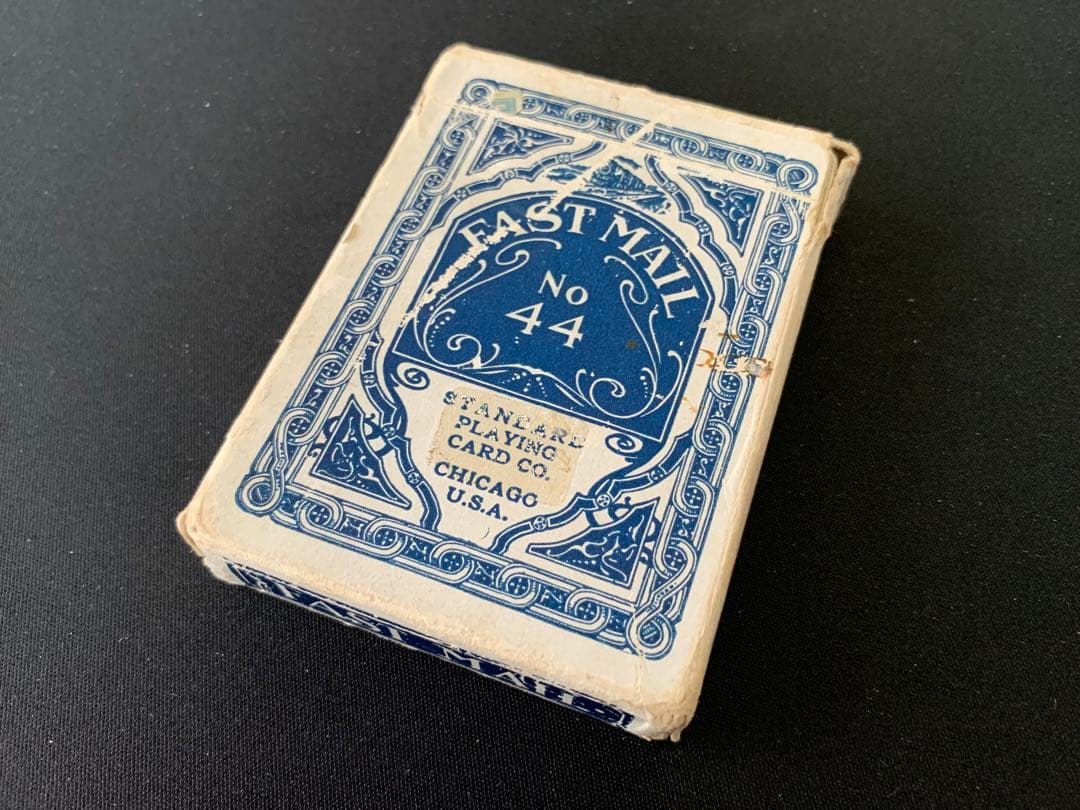 FAST MAIL
No
44
STANDARD
PLAYING
CARD CO.
CHICAGO
U.S.A.
FAST MAIL